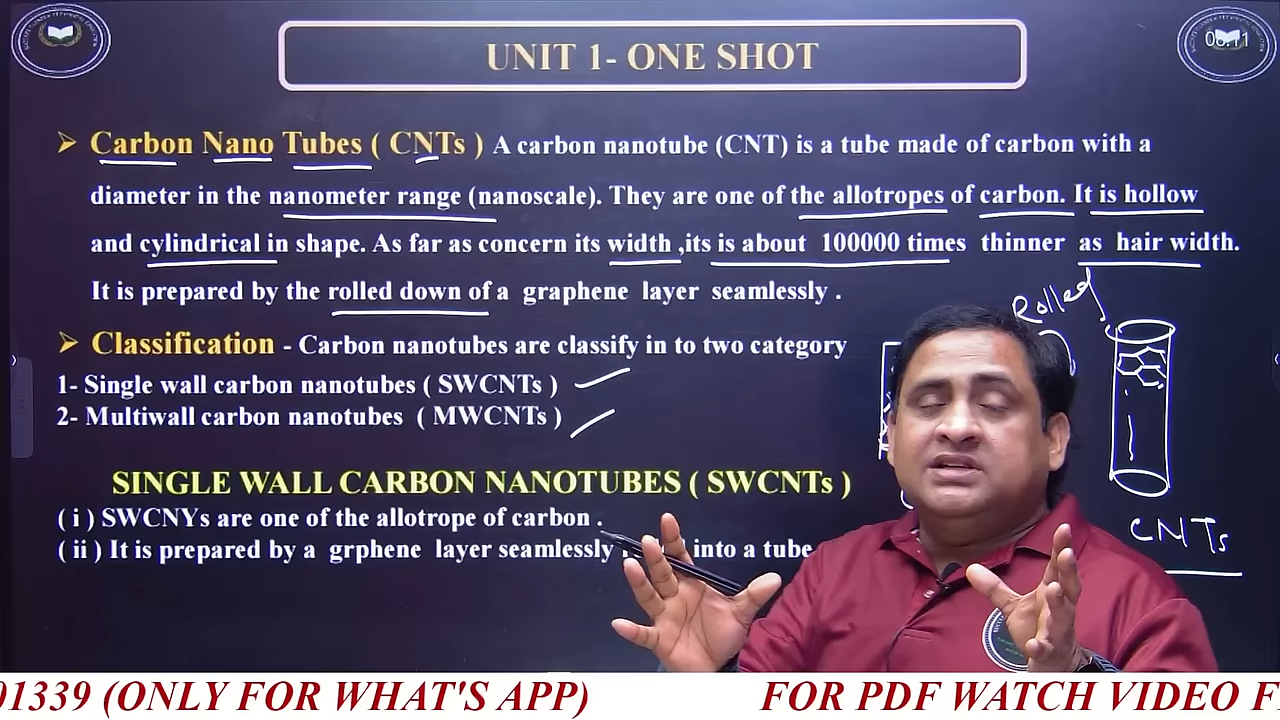 UNIT 1- ONE SHOT
06:11
Carbon Nano Tubes ( CNTs ) A carbon nanotube (CNT) is a tube made of carbon with a
diameter in the nanometer range (nanoscale). They are one of the allotropes of carbon. It is hollow
and cylindrical in shape. As far as concern its width ,its is about 100000 times thinner as hair width.
It is prepared by the rolled down of a graphene layer seamlessly .
Rolled
Classification - Carbon nanotubes are classify in to two category
1- Single wall carbon nanotubes ( SWCNTs )
2- Multiwall carbon nanotubes ( MWCNTs )
SINGLE WALL CARBON NANOTUBES ( SWCNTs )
( i ) SWCNYs are one of the allotrope of carbon .
CNTs
( ii ) It is prepared by a grphene layer seamlessly into a tube
01339 (ONLY FOR WHAT'S APP) FOR PDF WATCH VIDEO F